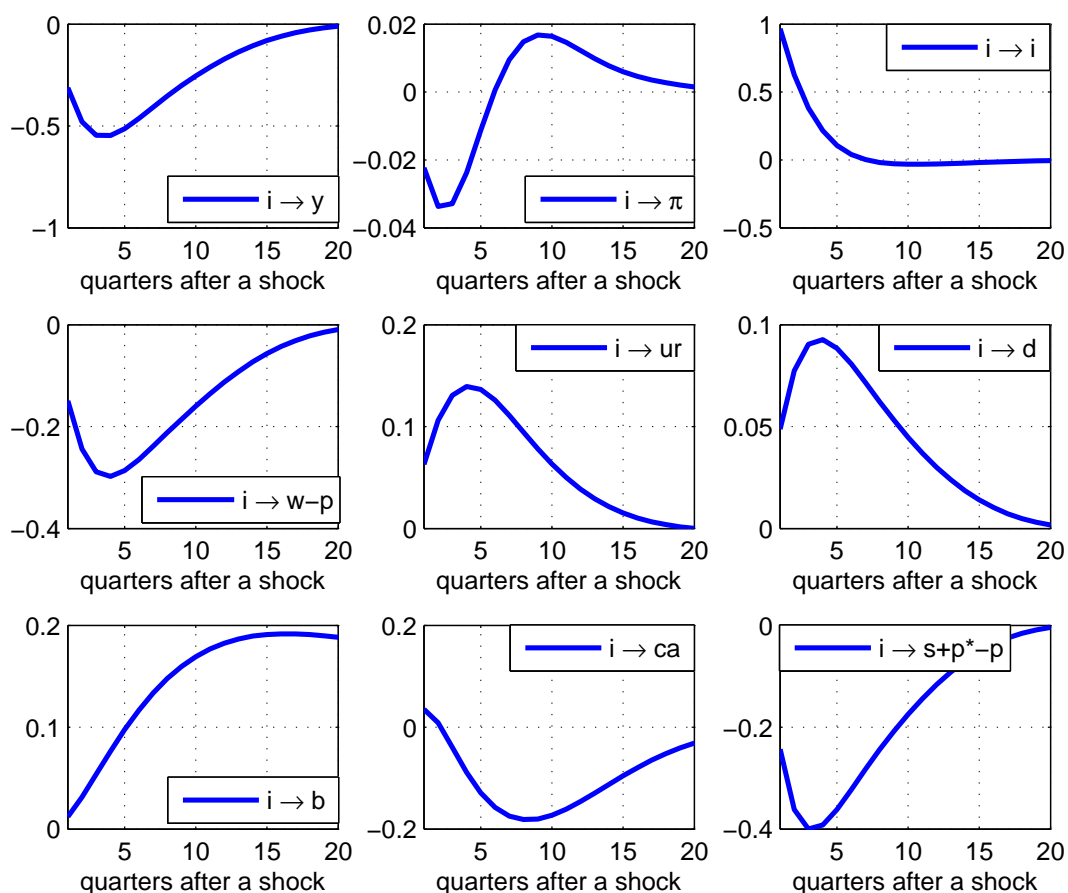 0
−0.5
−1
i → y
5 10 15 20
quarters after a shock
0.02
0
−0.02
−0.04
i → π
5 10 15 20
quarters after a shock
1
0.5
0
−0.5
i → i
5 10 15 20
quarters after a shock
0
−0.2
−0.4
i → w−p
5 10 15 20
quarters after a shock
0.2
0.1
0
i → ur
5 10 15 20
quarters after a shock
0.1
0.05
0
i → d
5 10 15 20
quarters after a shock
0.2
0.1
0
i → b
5 10 15 20
quarters after a shock
0.2
0
−0.2
i → ca
5 10 15 20
quarters after a shock
0
−0.2
−0.4
i → s+p*−p
5 10 15 20
quarters after a shock